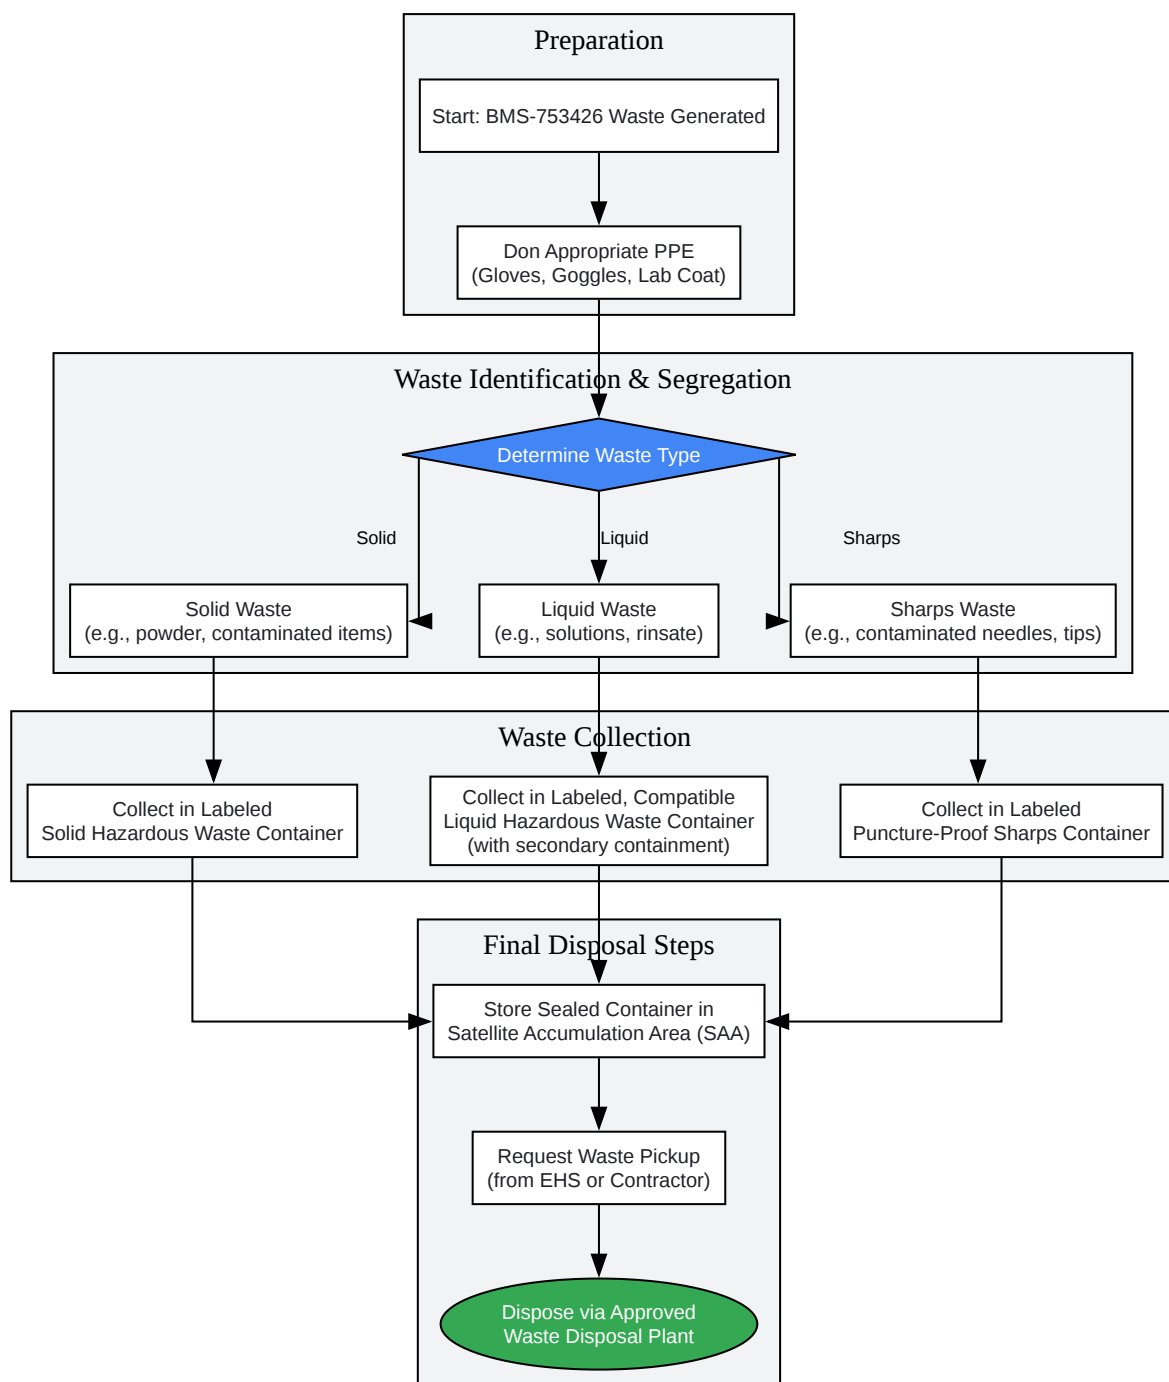 Preparation
Start: BMS-753426 Waste Generated
Don Appropriate PPE
(Gloves, Goggles, Lab Coat)
Waste Identification & Segregation
Determine Waste Type
Solid
Liquid
Sharps
Solid Waste
(e.g., powder, contaminated items)
Liquid Waste
(e.g., solutions, rinsate)
Sharps Waste
(e.g., contaminated needles, tips)
Waste Collection
Collect in Labeled
Solid Hazardous Waste Container
Collect in Labeled, Compatible
Liquid Hazardous Waste Container
(with secondary containment)
Collect in Labeled
Puncture-Proof Sharps Container
Final Disposal Steps
Store Sealed Container in
Satellite Accumulation Area (SAA)
Request Waste Pickup
(from EHS or Contractor)
Dispose via Approved
Waste Disposal Plant